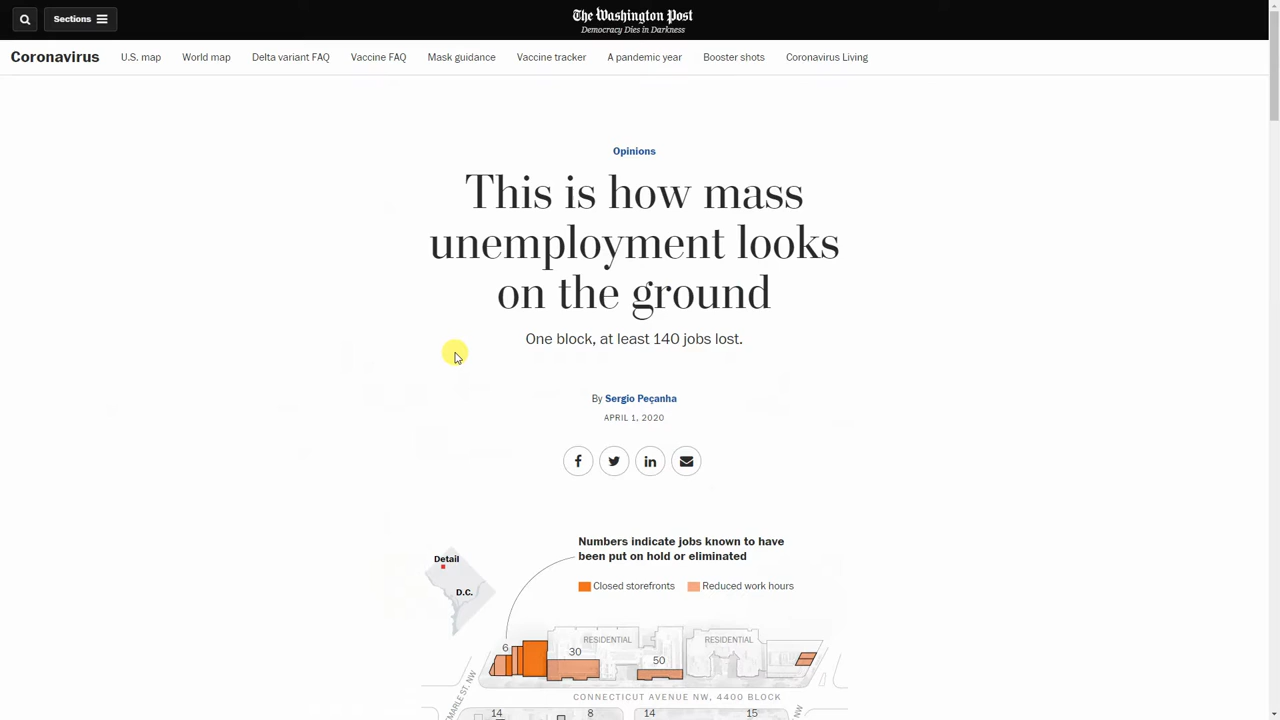 Sections
The Washington Post
Democracy Dies in Darkness
Coronavirus U.S. map World map Delta variant FAQ Vaccine FAQ Mask guidance Vaccine tracker A pandemic year Booster shots Coronavirus Living
Opinions
This is how mass
unemployment looks
on the ground
One block, at least 140 jobs lost.
By Sergio Peçanha
APRIL 1, 2020
Numbers indicate jobs known to have
been put on hold or eliminated
Detail
Closed storefronts Reduced work hours
D.C.
RESIDENTIAL RESIDENTIAL
6 30 50
CONNECTICUT AVENUE NW, 4400 BLOCK
14 8 14 15
NW